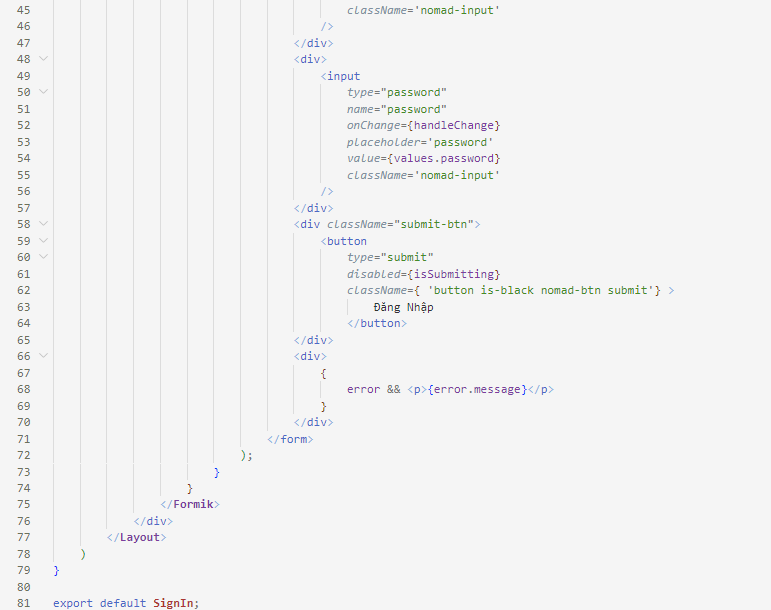 45 className='nomad-input'
46 />
47 </div>
48 <div>
49 <input
50 type="password"
51 name="password"
52 onChange={handleChange}
53 placeholder='password'
54 value={values.password}
55 className='nomad-input'
56 />
57 </div>
58 <div className="submit-btn">
59 <button
60 type="submit"
61 disabled={isSubmitting}
62 className={ 'button is-black nomad-btn submit'} >
63 Đăng Nhập
64 </button>
65 </div>
66 <div>
67 {
68 error && <p>{error.message}</p>
69 }
70 </div>
71 </form>
72 );
73 }
74 }
75 </Formik>
76 </div>
77 </Layout>
78 )
79 }
80
81 export default SignIn;